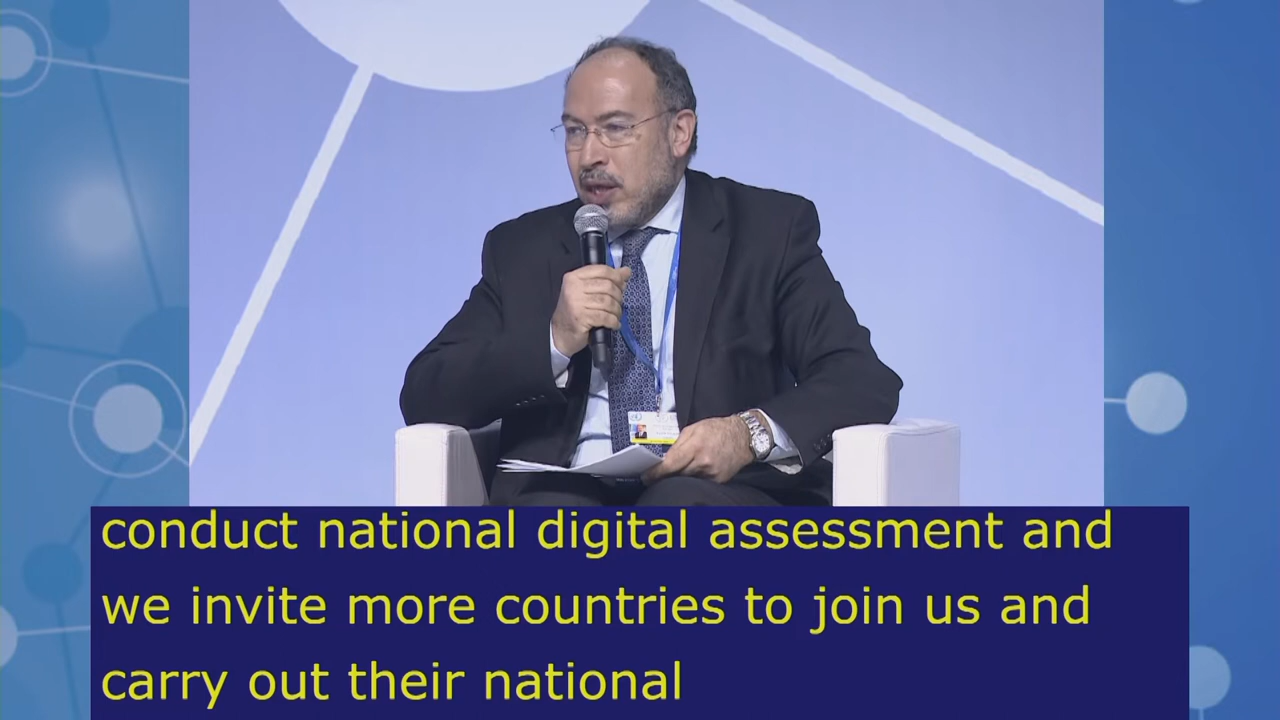 conduct national digital assessment and
we invite more countries to join us and
carry out their national